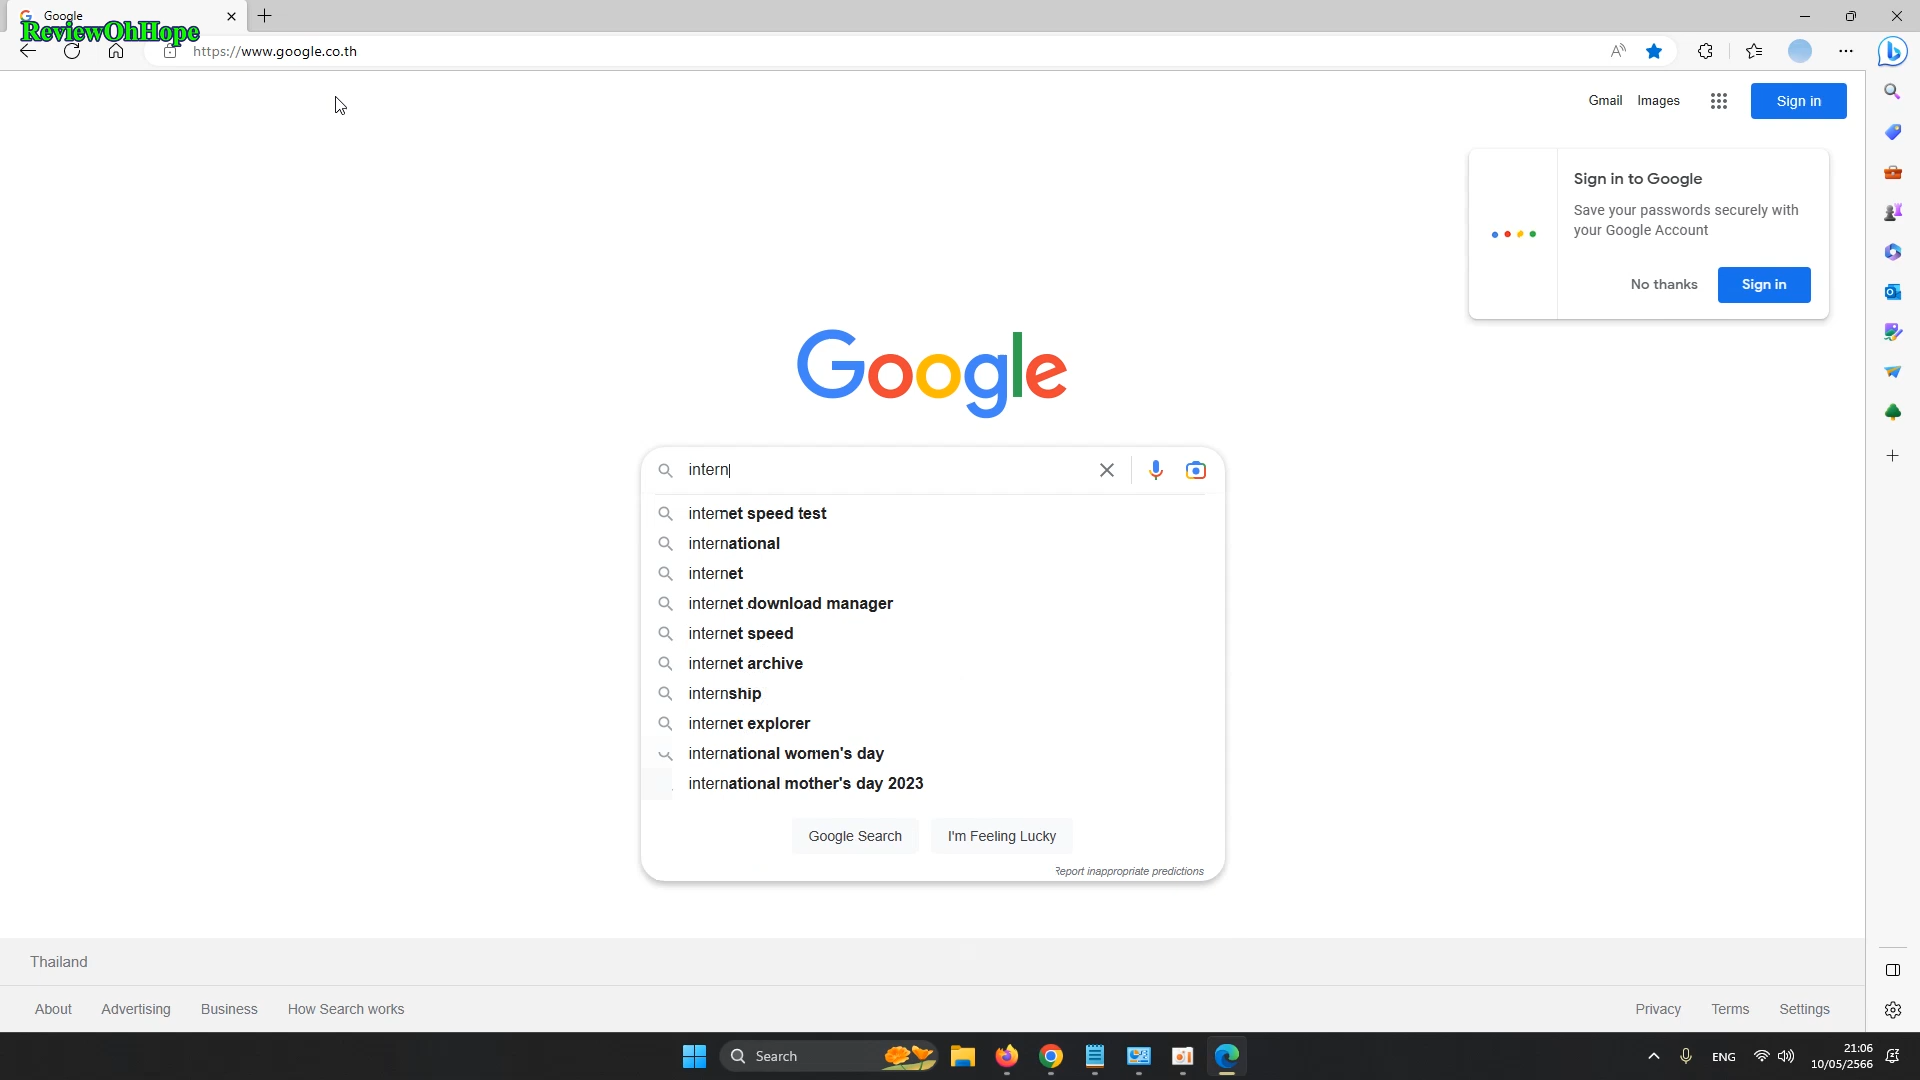 Google
ReviewOhHope
https://www.google.co.th
Gmail Images Sign in
Sign in to Google
Save your passwords securely with
your Google Account
No thanks Sign in
Google
intern
internet speed test
international
internet
internet download manager
internet speed
internet archive
internship
internet explorer
international women's day
international mother's day 2023
Google Search I'm Feeling Lucky
Report inappropriate predictions
Thailand
About Advertising Business How Search works Privacy Terms Settings
Search ENG 21:06
10/05/2566